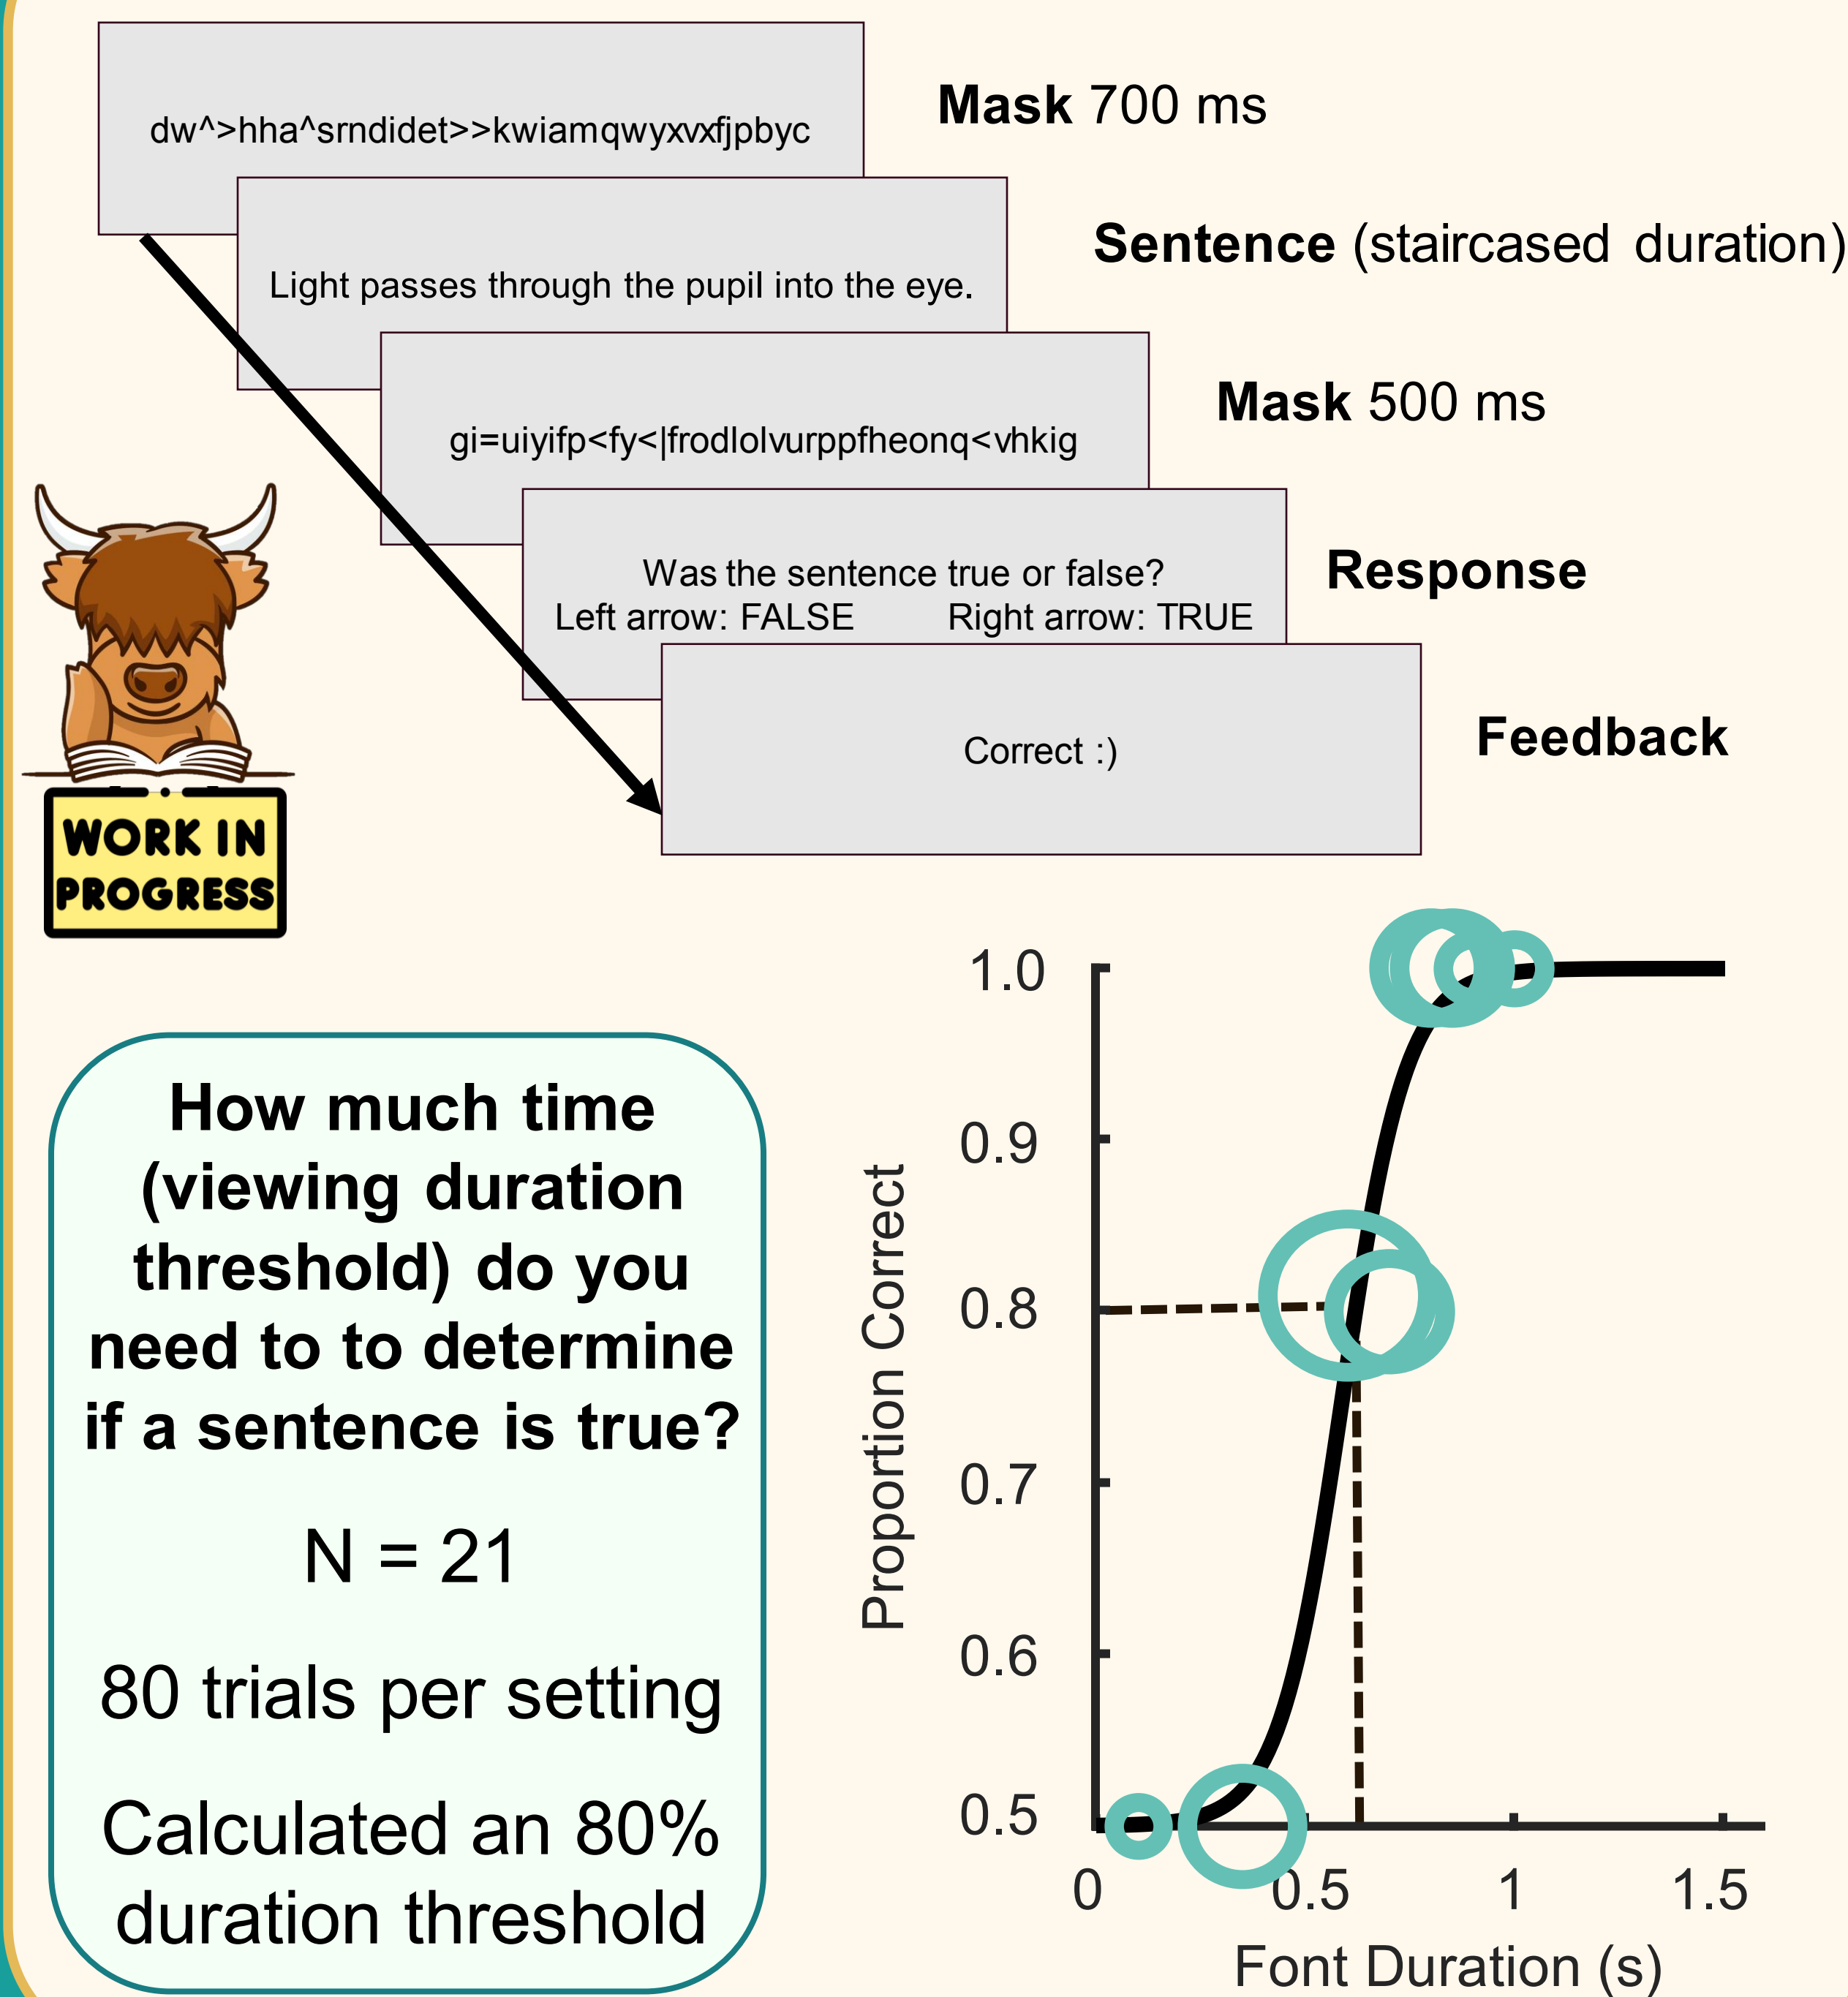 dw^>hha^srndidet>>kwiamqwyxvxfjpbyc
Mask 700 ms
Sentence (staircased duration)
Light passes through the pupil into the eye.
Mask 500 ms
gi=uiyifp<fy<|frodlolvurppfheonq<vhkig
Was the sentence true or false?
Left arrow: FALSE Right arrow: TRUE
Response
Correct :)
Feedback
WORK IN
PROGRESS
How much time
(viewing duration
threshold) do you
need to to determine
if a sentence is true?
N = 21
80 trials per setting
Calculated an 80%
duration threshold
Proportion Correct
1.0
0.9
0.8
0.7
0.6
0.5
0 0.5 1 1.5
Font Duration (s)